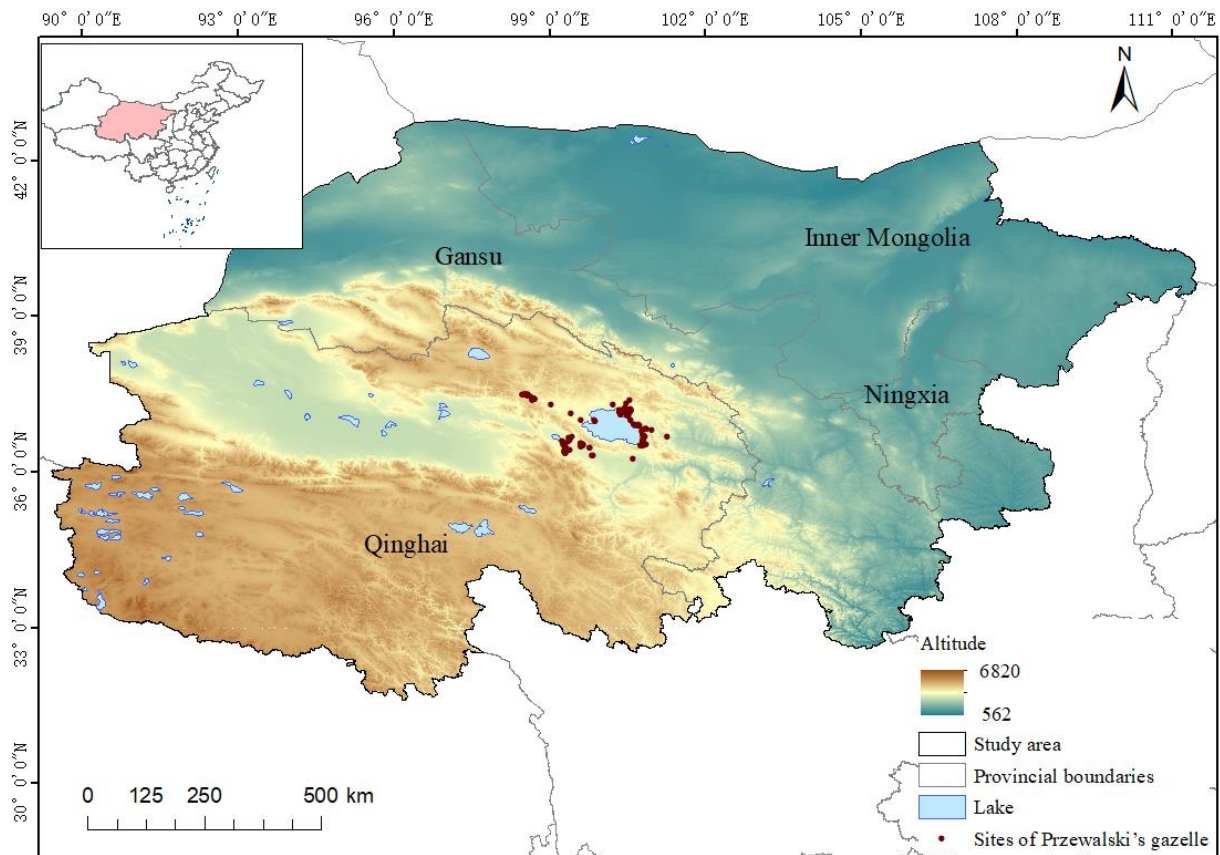 90° 0′ 0″E 93° 0′ 0″E 96° 0′ 0″E 99° 0′ 0″E 102° 0′ 0″E 105° 0′ 0″E 108° 0′ 0″E 111° 0′ 0″E
N
42° 0′ 0″N
Inner Mongolia
Gansu
39° 0′ 0″N
Ningxia
36° 0′ 0″N
Qinghai
33° 0′ 0″N
Altitude
6820
562
Study area
Provincial boundaries
30° 0′ 0″N
0 125 250 500 km
Lake
Sites of Przewalski's gazelle